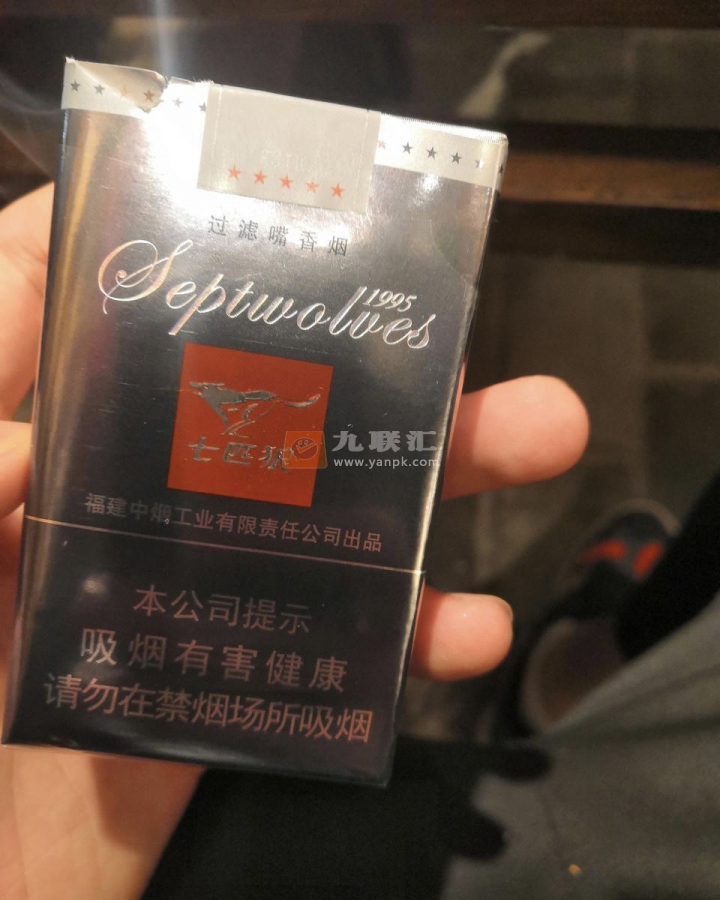 过滤嘴香烟
Septwolves
1995
七匹狼
九联汇
www.yanpk.com
福建中烟工业有限责任公司出品
本公司提示
吸烟有害健康
请勿在禁烟场所吸烟